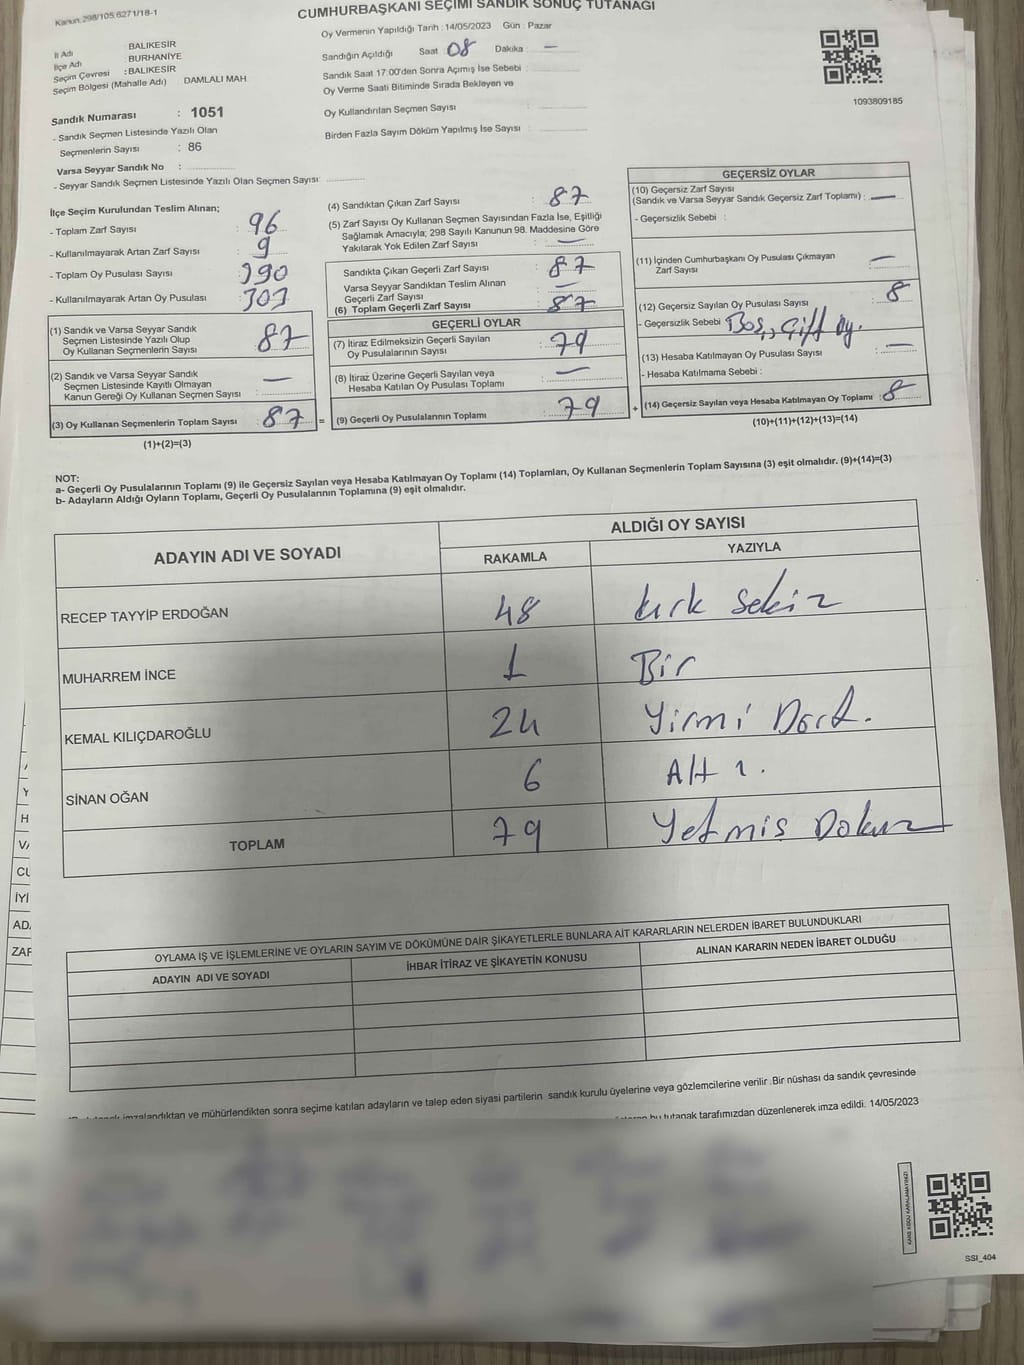 Kanun:298/105,6271/18-1
CUMHURBAŞKANI SEÇİMİ SANDIK SONUÇ TUTANAĞI
İl Adı BALIKESİR
İlçe Adı BURHANİYE
Seçim Çevresi : BALIKESİR
Seçim Bölgesi (Mahalle Adı) DAMLALI MAH
Sandık Numarası : 1051
- Sandık Seçmen Listesinde Yazılı Olan
Seçmenlerin Sayısı : 86
Varsa Seyyar Sandık No :
- Seyyar Sandık Seçmen Listesinde Yazılı Olan Seçmen Sayısı:
Oy Vermenin Yapıldığı Tarih : 14/05/2023 Gün : Pazar
Sandığın Açıldığı Saat : 08 Dakika : —
Sandık Saat 17:00'den Sonra Açımış İse Sebebi :
Oy Verme Saati Bitiminde Sırada Bekleyen ve
Oy Kullandırılan Seçmen Sayısı :
Birden Fazla Sayım Döküm Yapılmış İse Sayısı :
1093809185
İlçe Seçim Kurulundan Teslim Alınan;
- Toplam Zarf Sayısı : 96
- Kullanılmayarak Artan Zarf Sayısı : 9
- Toplam Oy Pusulası Sayısı : 390
- Kullanılmayarak Artan Oy Pusulası : 303
(1) Sandık ve Varsa Seyyar Sandık
Seçmen Listesinde Yazılı Olup
Oy Kullanan Seçmenlerin Sayısı : 87
(2) Sandık ve Varsa Seyyar Sandık
Seçmen Listesinde Kayıtlı Olmayan
Kanun Gereği Oy Kullanan Seçmen Sayısı : —
(3) Oy Kullanan Seçmenlerin Toplam Sayısı : 87 =
(1)+(2)=(3)
(4) Sandıktan Çıkan Zarf Sayısı : 87
(5) Zarf Sayısı Oy Kullanan Seçmen Sayısından Fazla İse, Eşitliği
Sağlamak Amacıyla; 298 Sayılı Kanunun 98. Maddesine Göre
Yakılarak Yok Edilen Zarf Sayısı : —
Sandıkta Çıkan Geçerli Zarf Sayısı : 87
Varsa Seyyar Sandıktan Teslim Alınan
Geçerli Zarf Sayısı : —
(6) Toplam Geçerli Zarf Sayısı : 87
GEÇERLİ OYLAR
(7) İtiraz Edilmeksizin Geçerli Sayılan
Oy Pusulalarının Sayısı : 79
(8) İtiraz Üzerine Geçerli Sayılan veya
Hesaba Katılan Oy Pusulası Toplamı : —
(9) Geçerli Oy Pusulalarının Toplamı : 79 +
GEÇERSİZ OYLAR
(10) Geçersiz Zarf Sayısı
(Sandık ve Varsa Seyyar Sandık Geçersiz Zarf Toplamı) : —
- Geçersizlik Sebebi :
(11) İçinden Cumhurbaşkanı Oy Pusulası Çıkmayan
Zarf Sayısı : —
(12) Geçersiz Sayılan Oy Pusulası Sayısı : 8
- Geçersizlik Sebebi Boş, Çift Oy.
(13) Hesaba Katılmayan Oy Pusulası Sayısı : —
- Hesaba Katılmama Sebebi :
(14) Geçersiz Sayılan veya Hesaba Katılmayan Oy Toplamı : 8
(10)+(11)+(12)+(13)=(14)
NOT:
a- Geçerli Oy Pusulalarının Toplamı (9) ile Geçersiz Sayılan veya Hesaba Katılmayan Oy Toplamı (14) Toplamları, Oy Kullanan Seçmenlerin Toplam Sayısına (3) eşit olmalıdır. (9)+(14)=(3)
b- Adayların Aldığı Oyların Toplamı, Geçerli Oy Pusulalarının Toplamına (9) eşit olmalıdır.
ADAYIN ADI VE SOYADI ALDIĞI OY SAYISI
RAKAMLA YAZIYLA
RECEP TAYYİP ERDOĞAN 48 kırk sekiz
MUHARREM İNCE 1 Bir
KEMAL KILIÇDAROĞLU 24 Yirmi Dört.
SİNAN OĞAN 6 Altı.
TOPLAM 79 Yetmis Dokuz
OYLAMA İŞ VE İŞLEMLERİNE VE OYLARIN SAYIM VE DÖKÜMÜNE DAİR ŞİKAYETLERLE BUNLARA AİT KARARLARIN NELERDEN İBARET BULUNDUKLARI
ADAYIN ADI VE SOYADI İHBAR İTİRAZ VE ŞİKAYETİN KONUSU ALINAN KARARIN NEDEN İBARET OLDUĞU
imzalandıktan ve mühürlendikten sonra seçime katılan adayların ve talep eden siyasi partilerin sandık kurulu üyelerine veya gözlemcilerine verilir. Bir nüshası da sandık çevresinde
bu tutanak tarafımızdan düzenlenerek imza edildi. 14/05/2023
SSI_404
Y
H
CU
İYİ
AD
ZAR